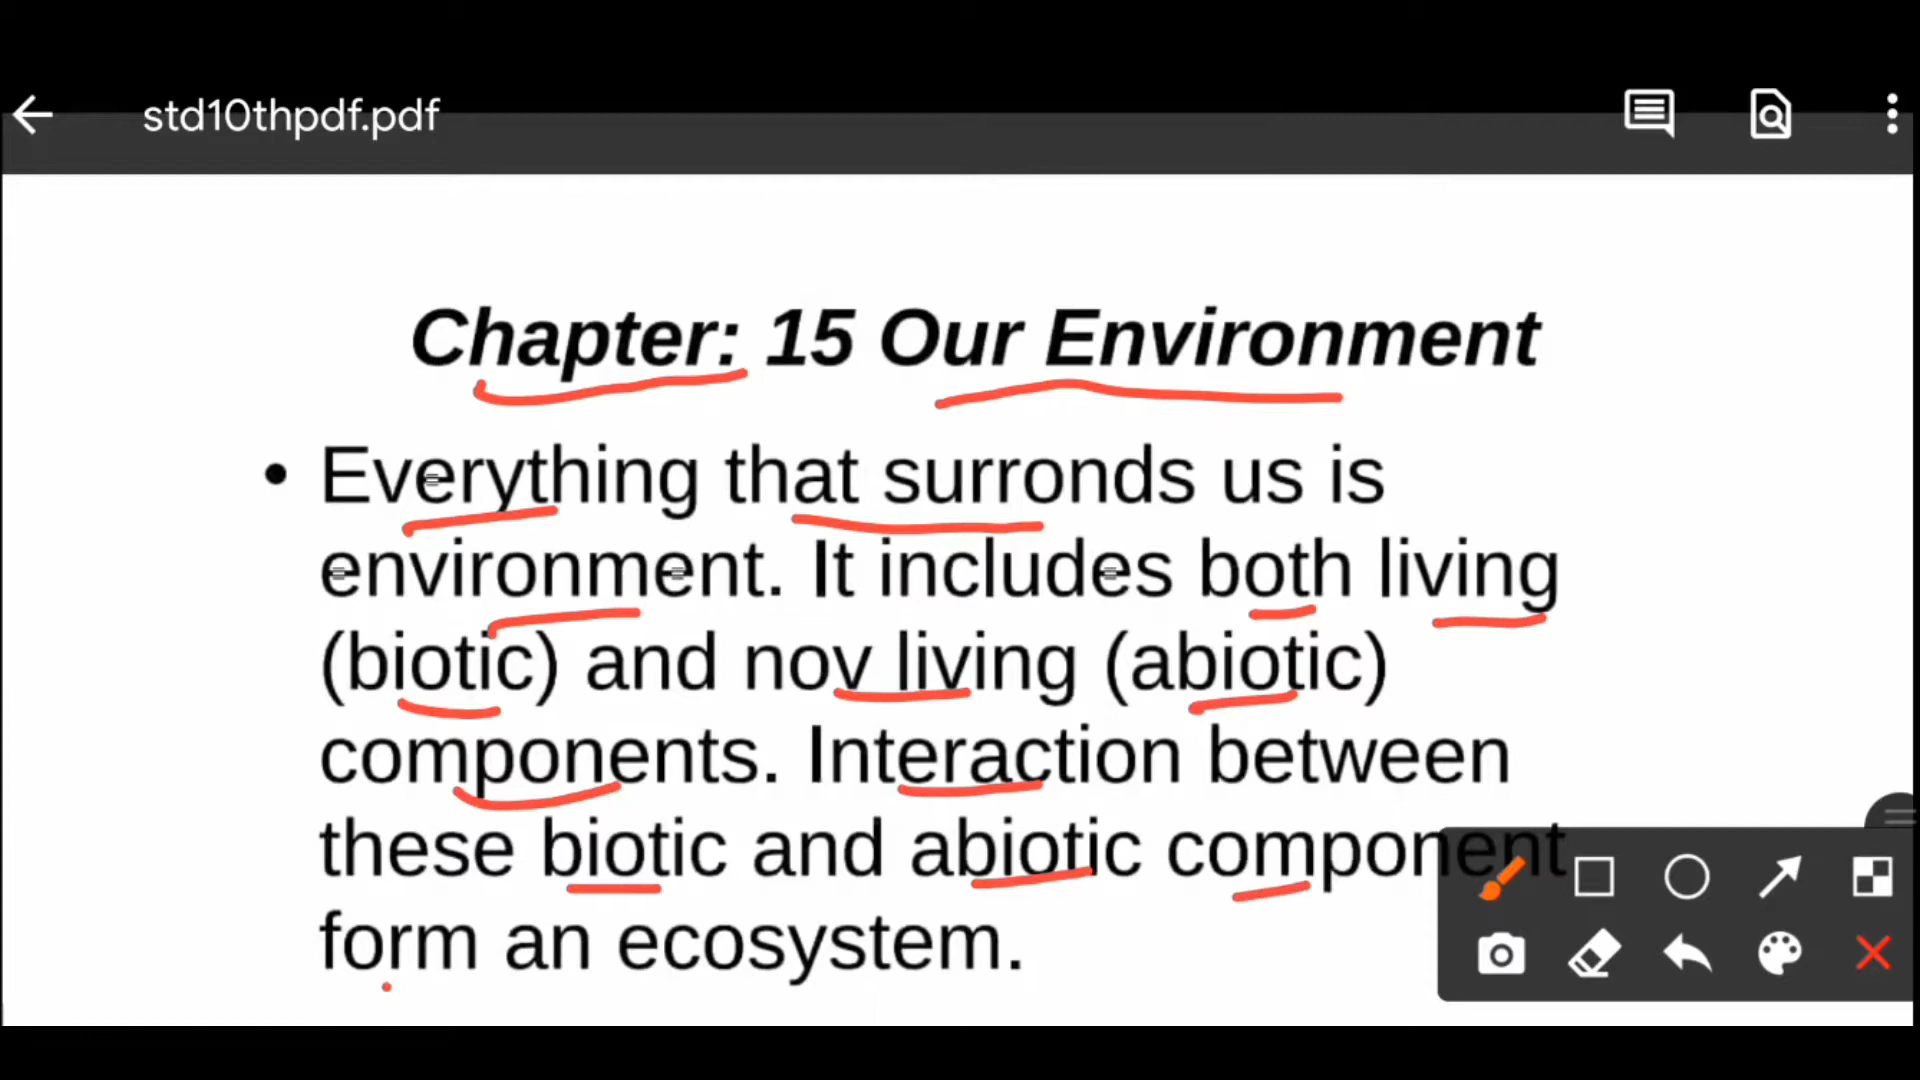 std10thpdf.pdf
Chapter: 15 Our Environment
• Everything that surronds us is
environment. It includes both living
(biotic) and nov living (abiotic)
components. Interaction between
these biotic and abiotic component
form an ecosystem.